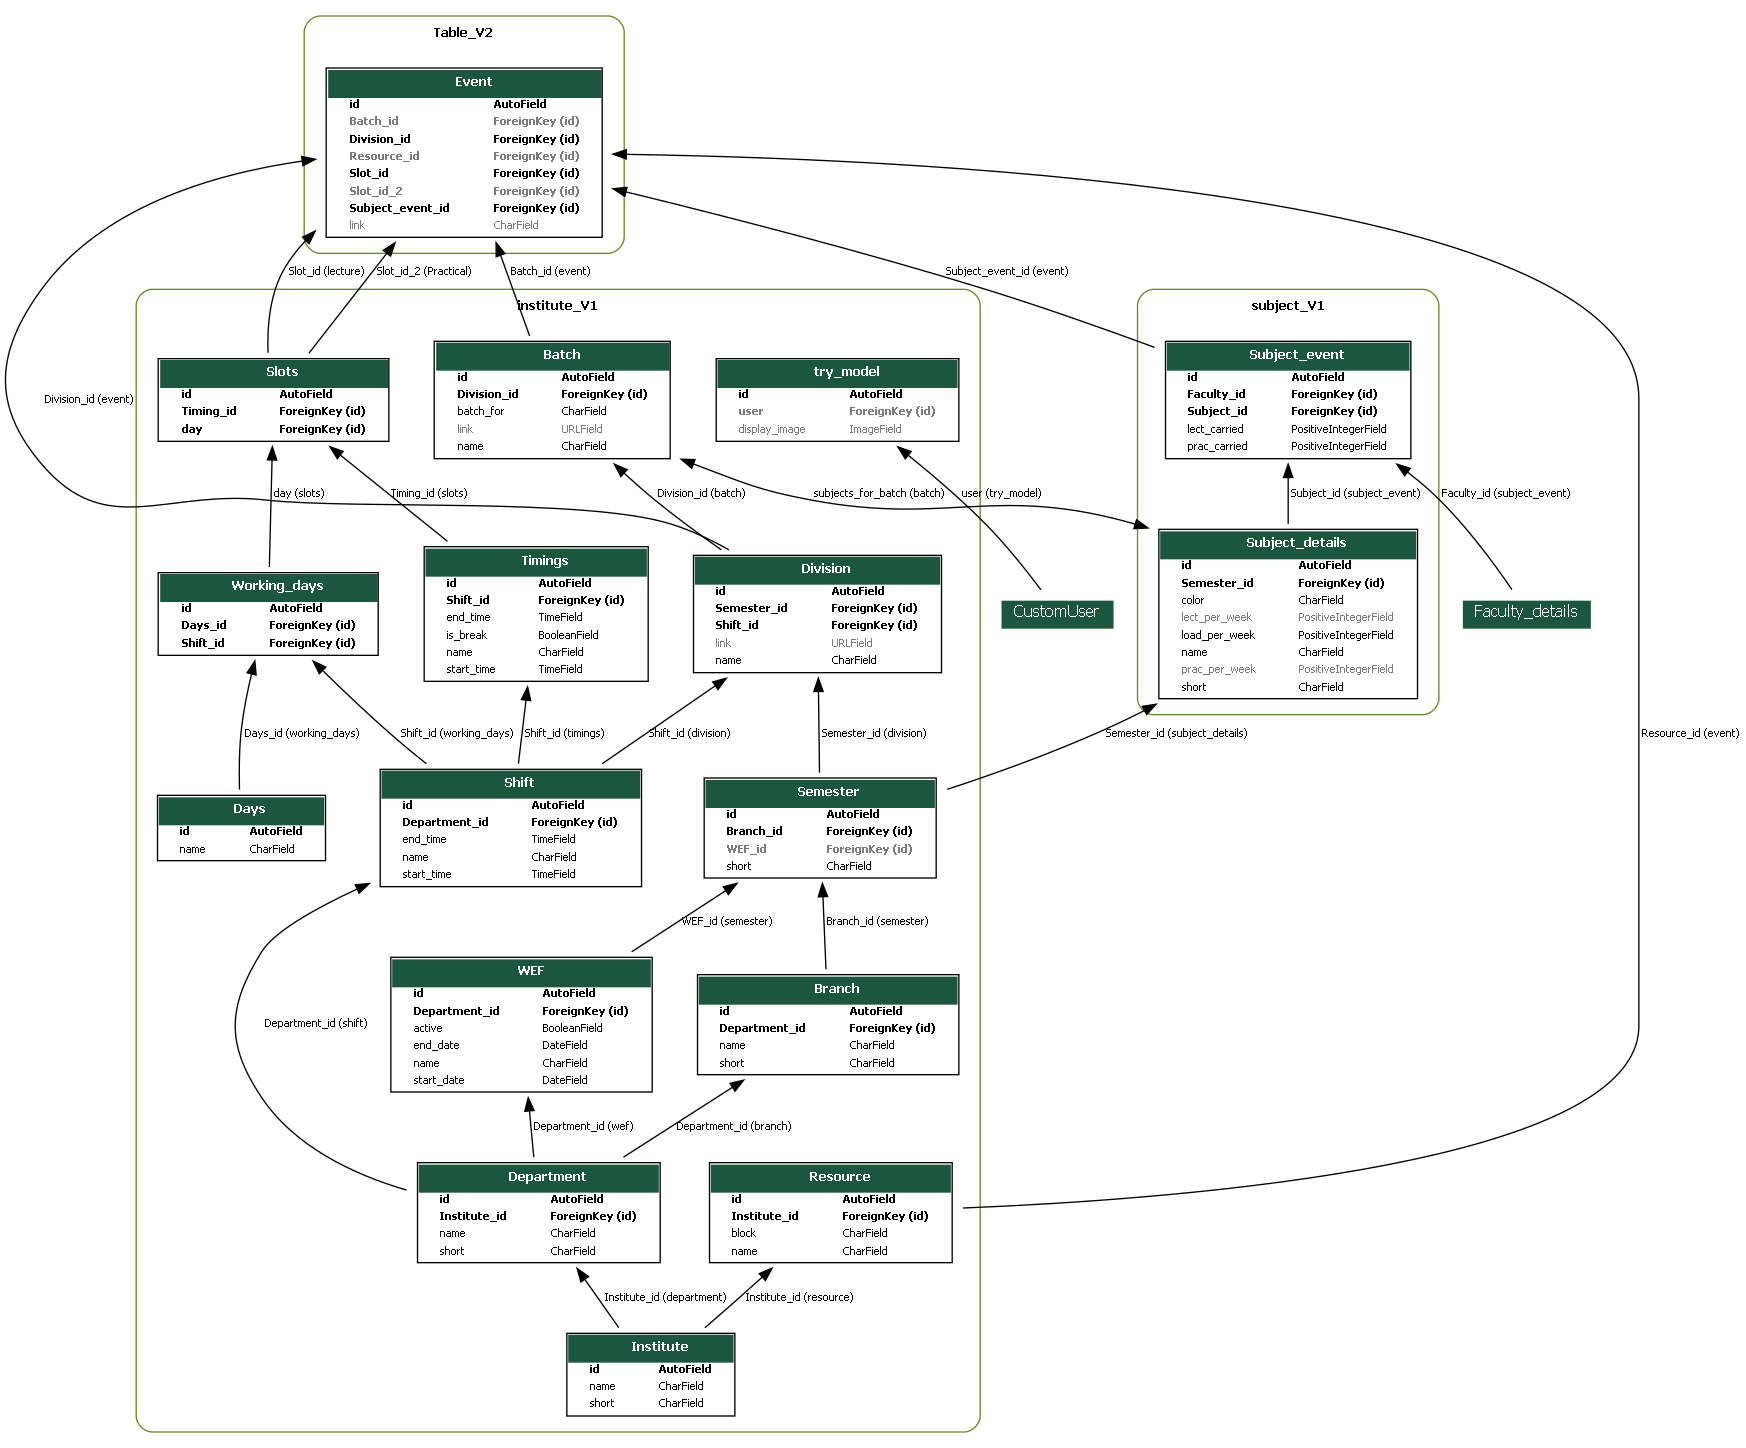 Table_V2
Event
id AutoField
Batch_id ForeignKey (id)
Division_id ForeignKey (id)
Resource_id ForeignKey (id)
Slot_id ForeignKey (id)
Slot_id_2 ForeignKey (id)
Subject_event_id ForeignKey (id)
link CharField
Slot_id (lecture)
Slot_id_2 (Practical)
Batch_id (event)
Subject_event_id (event)
institute_V1
subject_V1
Slots
id AutoField
Timing_id ForeignKey (id)
day ForeignKey (id)
Batch
id AutoField
Division_id ForeignKey (id)
batch_for CharField
link URLField
name CharField
try_model
id AutoField
user ForeignKey (id)
display_image ImageField
Subject_event
id AutoField
Faculty_id ForeignKey (id)
Subject_id ForeignKey (id)
lect_carried PositiveIntegerField
prac_carried PositiveIntegerField
Division_id (event)
day (slots)
Timing_id (slots)
Division_id (batch)
subjects_for_batch (batch)
user (try_model)
Subject_id (subject_event)
Faculty_id (subject_event)
Working_days
id AutoField
Days_id ForeignKey (id)
Shift_id ForeignKey (id)
Timings
id AutoField
Shift_id ForeignKey (id)
end_time TimeField
is_break BooleanField
name CharField
start_time TimeField
Division
id AutoField
Semester_id ForeignKey (id)
Shift_id ForeignKey (id)
link URLField
name CharField
CustomUser
Subject_details
id AutoField
Semester_id ForeignKey (id)
color CharField
lect_per_week PositiveIntegerField
load_per_week PositiveIntegerField
name CharField
prac_per_week PositiveIntegerField
short CharField
Faculty_details
Days_id (working_days)
Shift_id (working_days)
Shift_id (timings)
Shift_id (division)
Semester_id (division)
Semester_id (subject_details)
Resource_id (event)
Days
id AutoField
name CharField
Shift
id AutoField
Department_id ForeignKey (id)
end_time TimeField
name CharField
start_time TimeField
Semester
id AutoField
Branch_id ForeignKey (id)
WEF_id ForeignKey (id)
short CharField
WEF_id (semester)
Branch_id (semester)
WEF
id AutoField
Department_id ForeignKey (id)
active BooleanField
end_date DateField
name CharField
start_date DateField
Branch
id AutoField
Department_id ForeignKey (id)
name CharField
short CharField
Department_id (shift)
Department_id (wef)
Department_id (branch)
Department
id AutoField
Institute_id ForeignKey (id)
name CharField
short CharField
Resource
id AutoField
Institute_id ForeignKey (id)
block CharField
name CharField
Institute_id (department)
Institute_id (resource)
Institute
id AutoField
name CharField
short CharField